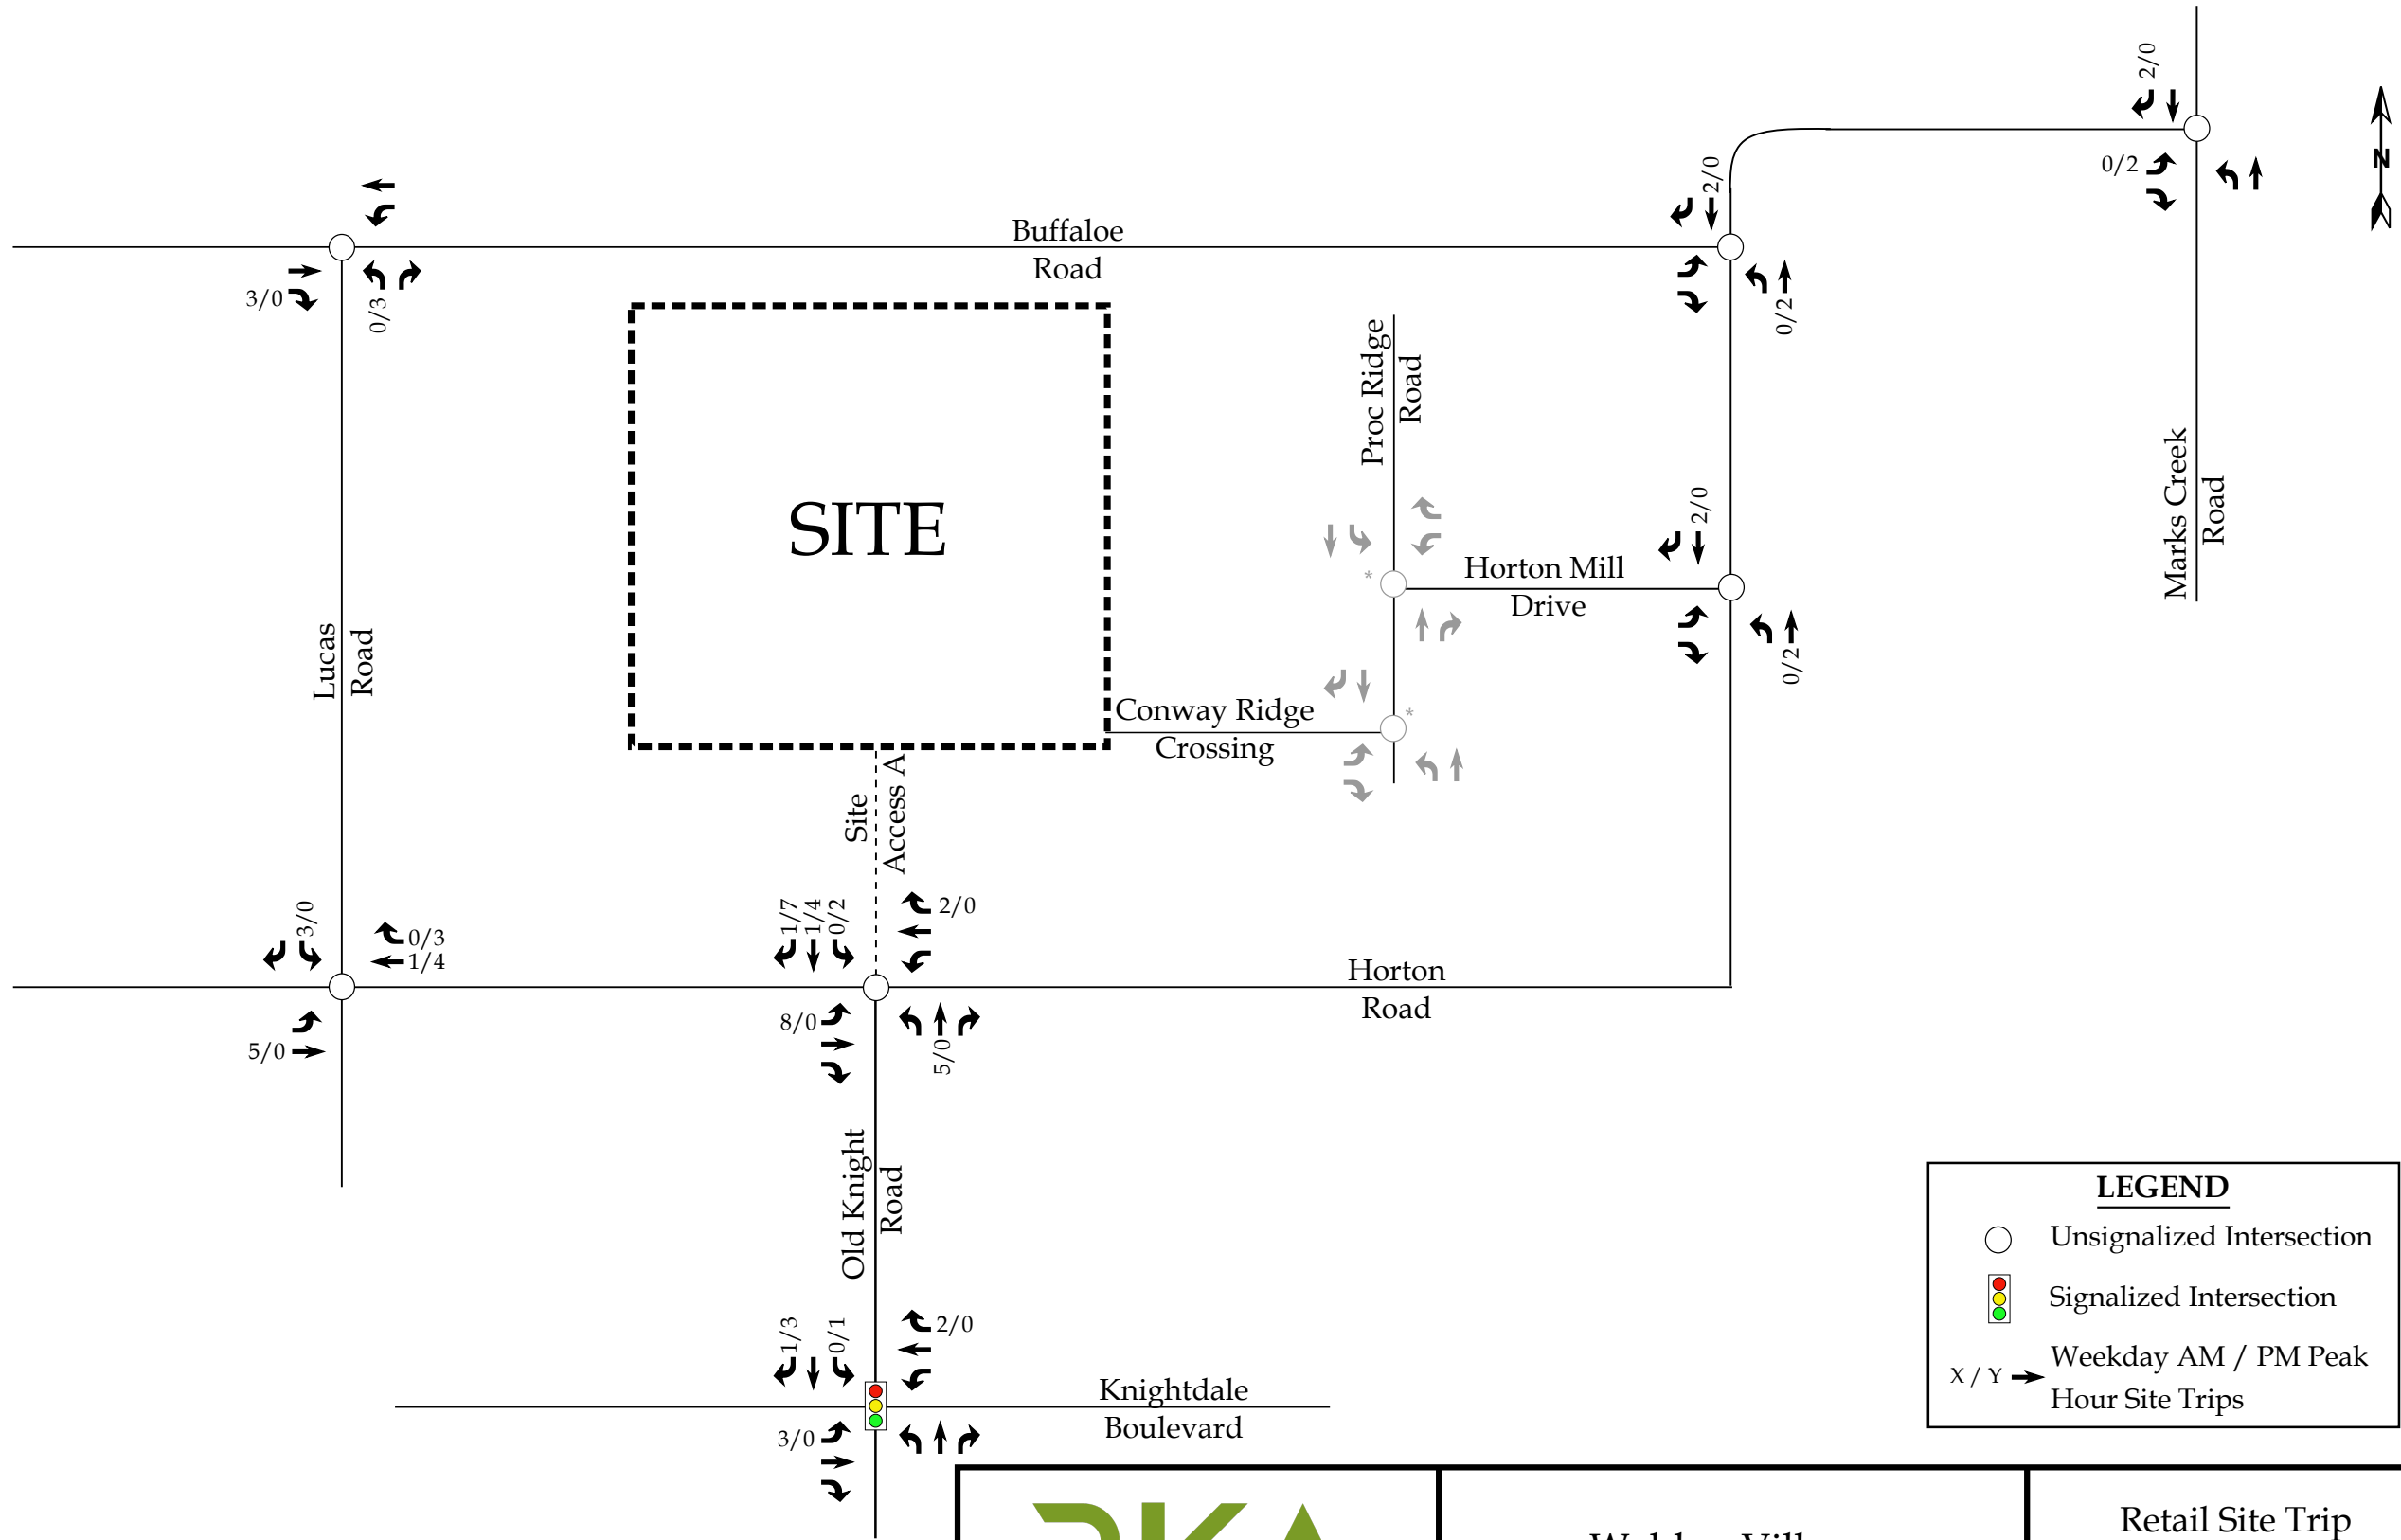 2/0
0/2
N
2/0
Buffaloe
Road
3/0
0/3
0/2
Proc Ridge
Road
SITE
2/0
Marks Creek
Road
*
Horton Mill
Drive
0/2
Lucas
Road
Conway Ridge
Crossing
*
Site
Access A
3/0
0/3
1/4
5/0
1/7
1/4
0/2
2/0
8/0
5/0
Horton
Road
Old Knight
Road
1/3
0/1
2/0
3/0
Knightdale
Boulevard
LEGEND
Unsignalized Intersection
Signalized Intersection
X / Y
Weekday AM / PM Peak
Hour Site Trips
Retail Site Trip